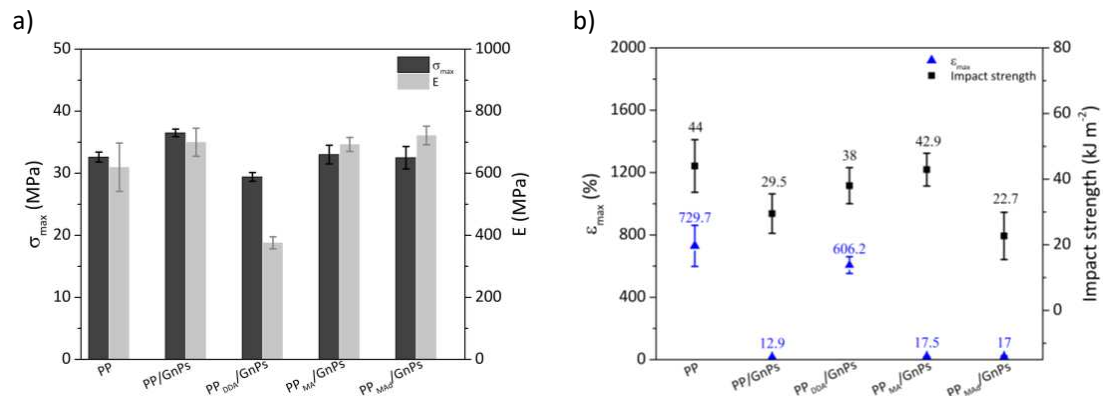 a)
50
40
30
20
10
0
σmax (MPa)
1000
800
600
400
200
0
E (MPa)
σmax
E
PP
PP/GnPs
PPDDA/GnPs
PPMA/GnPs
PPMAd/GnPs
b)
2000
1600
1200
800
400
0
εmax (%)
80
60
40
20
0
Impact strength (kJ m-2)
εmax
Impact strength
44
29.5
38
42.9
22.7
729.7
12.9
606.2
17.5
17
PP
PP/GnPs
PPDDA/GnPs
PPMA/GnPs
PPMAd/GnPs